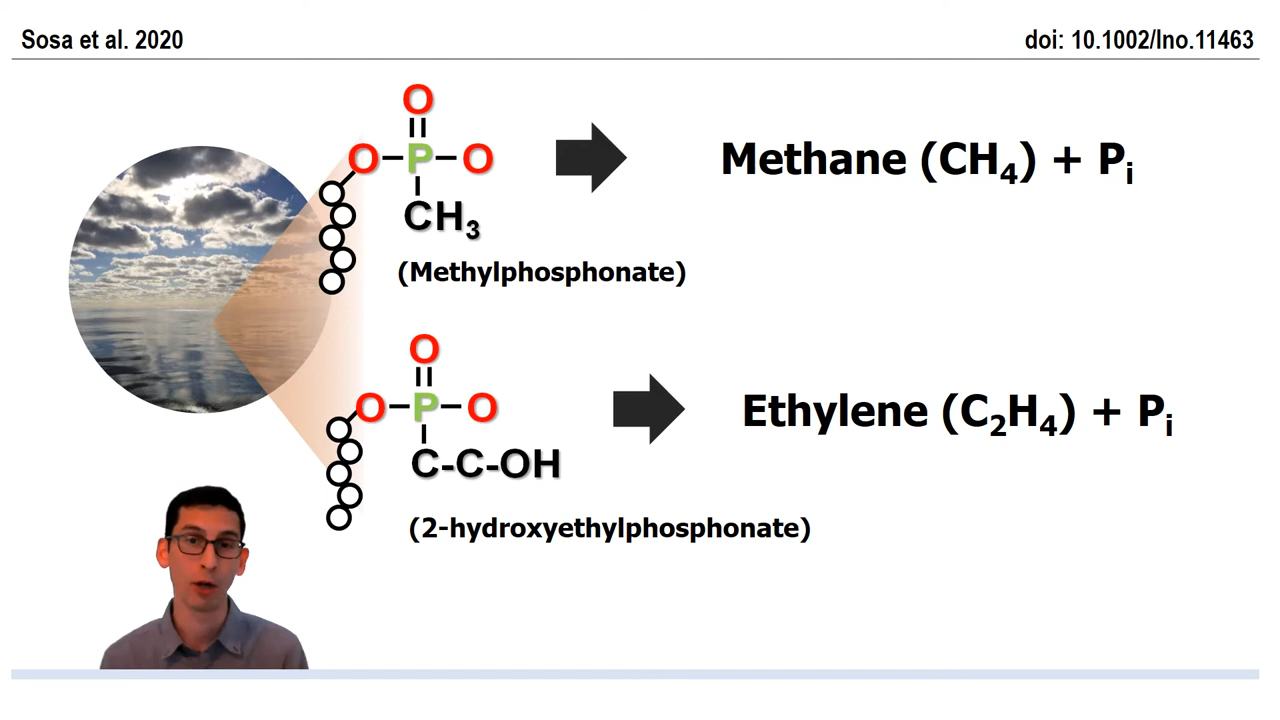 Sosa et al. 2020
doi: 10.1002/lno.11463
O
O–P–O
CH₃
(Methylphosphonate)
Methane (CH₄) + Pᵢ
O
O–P–O
C-C-OH
(2-hydroxyethylphosphonate)
Ethylene (C₂H₄) + Pᵢ